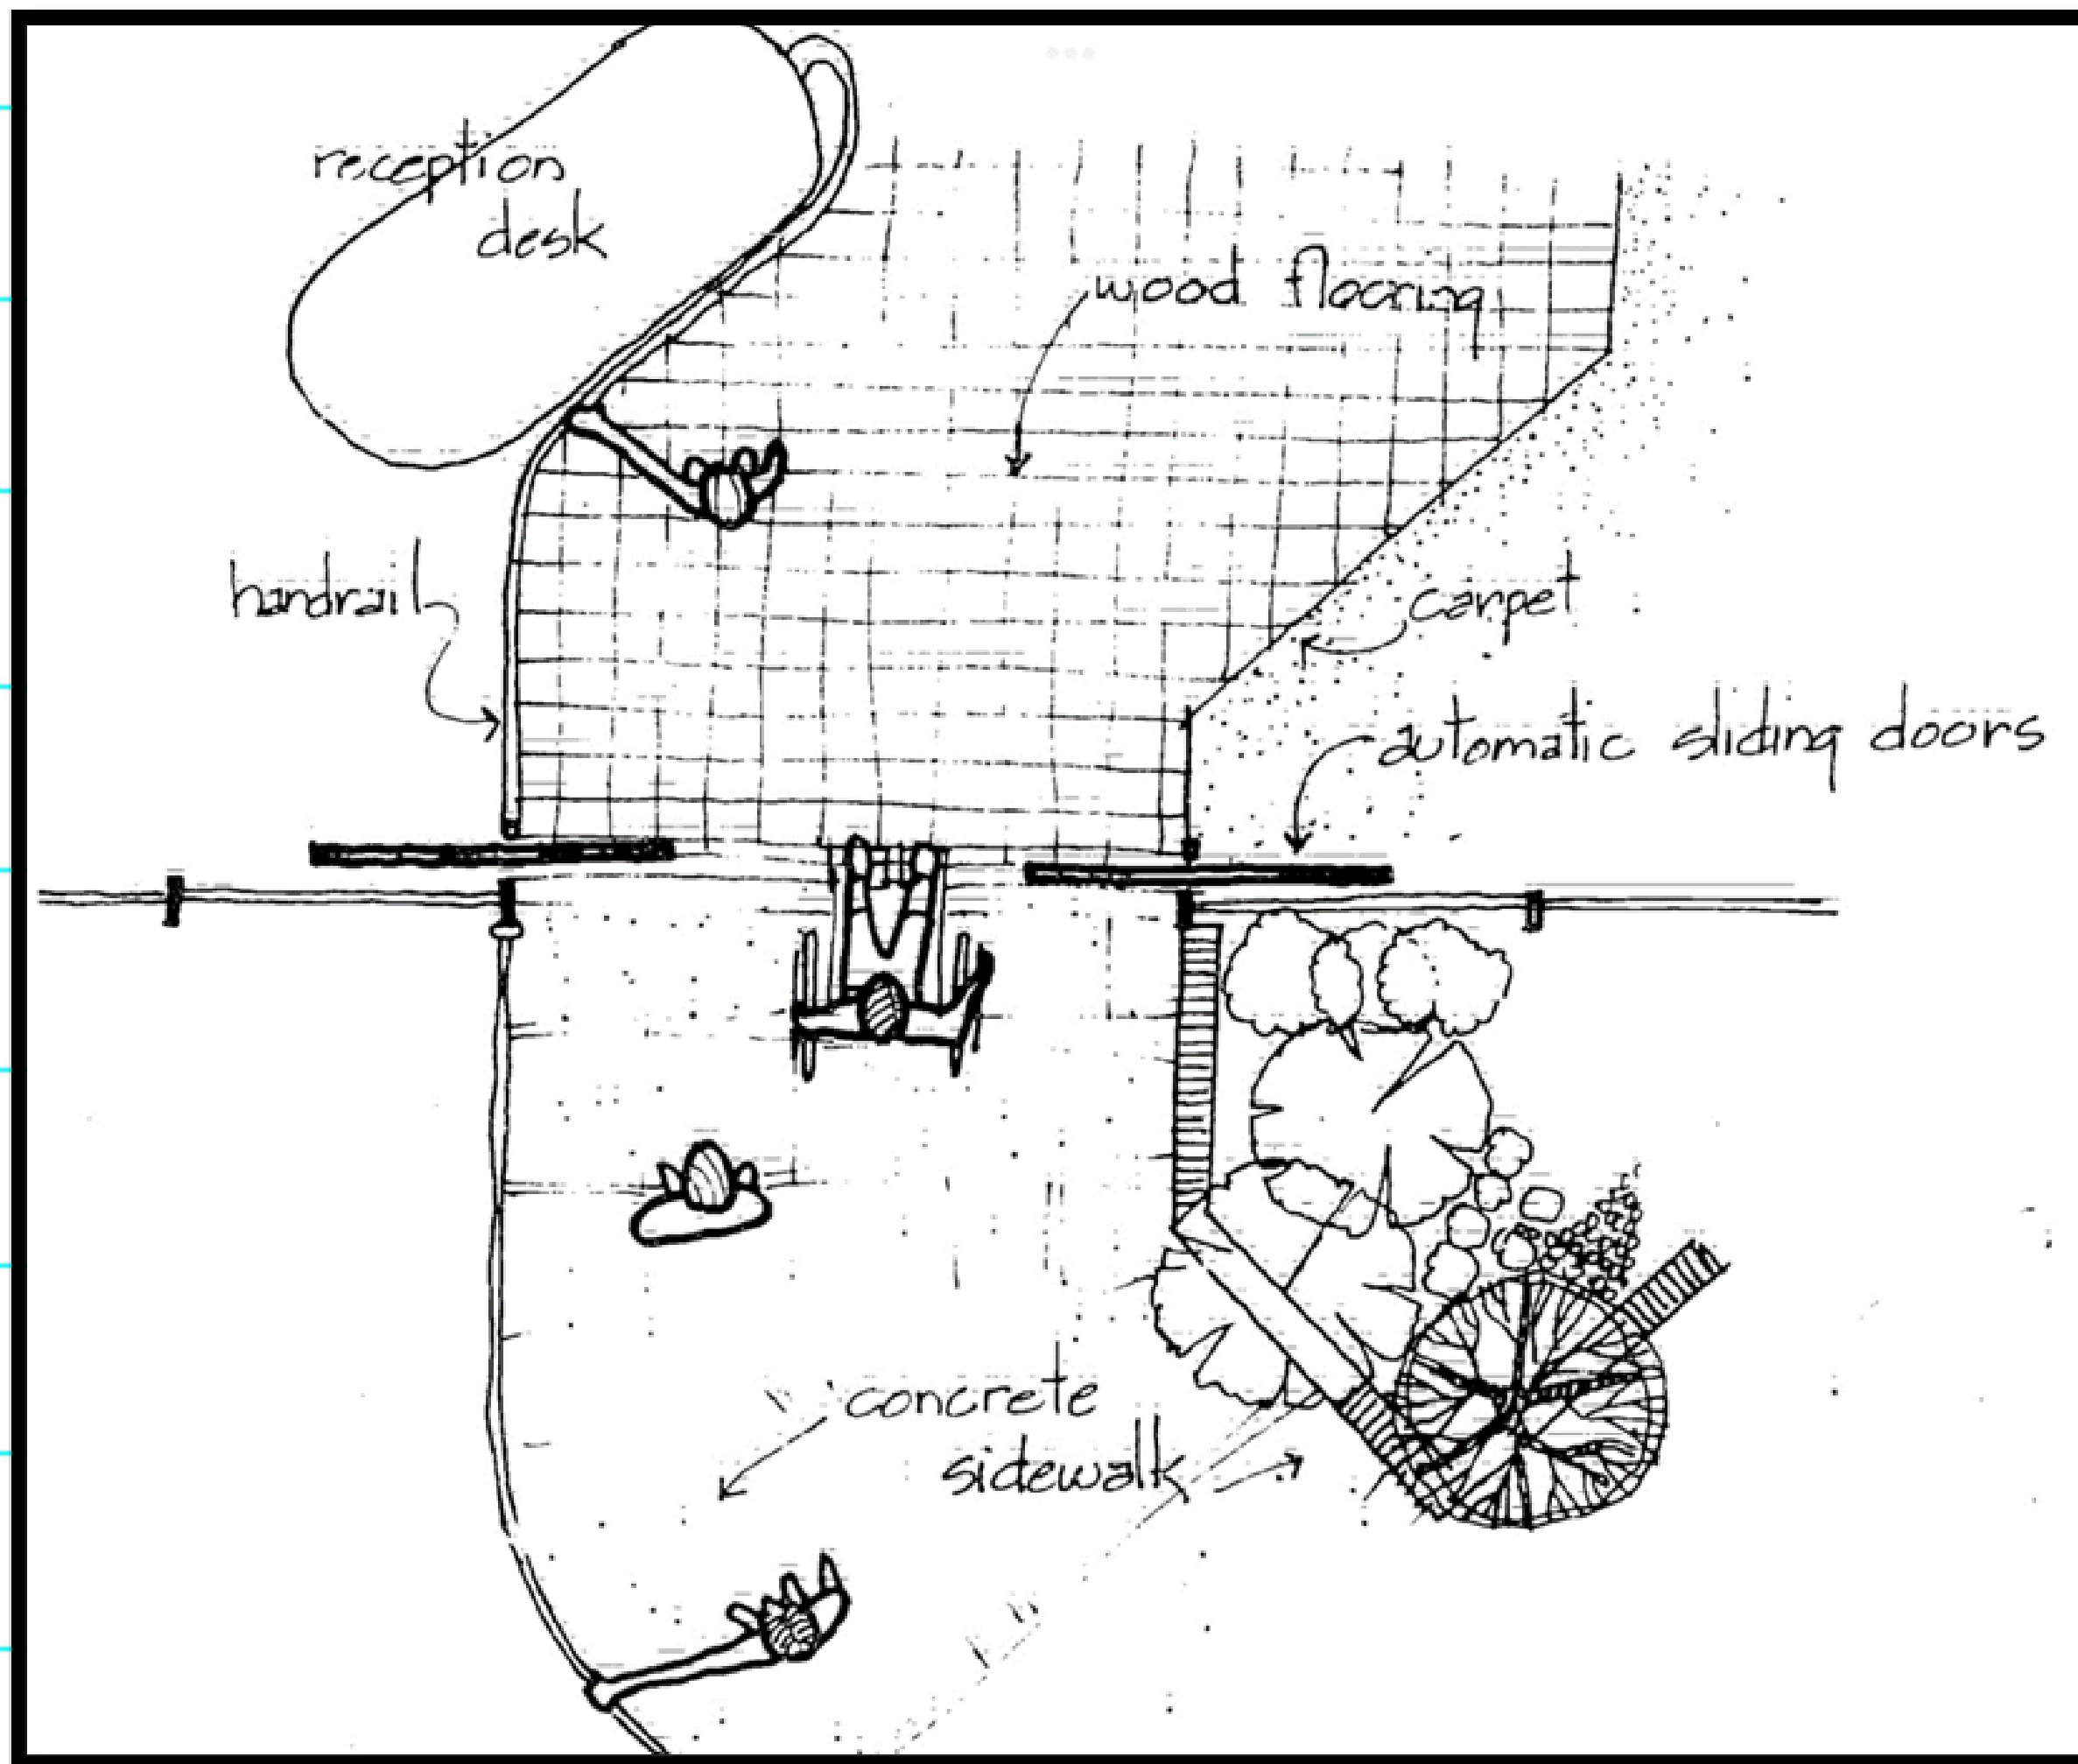 reception
desk
wood flooring
handrail
carpet
automatic sliding doors
concrete
sidewalk